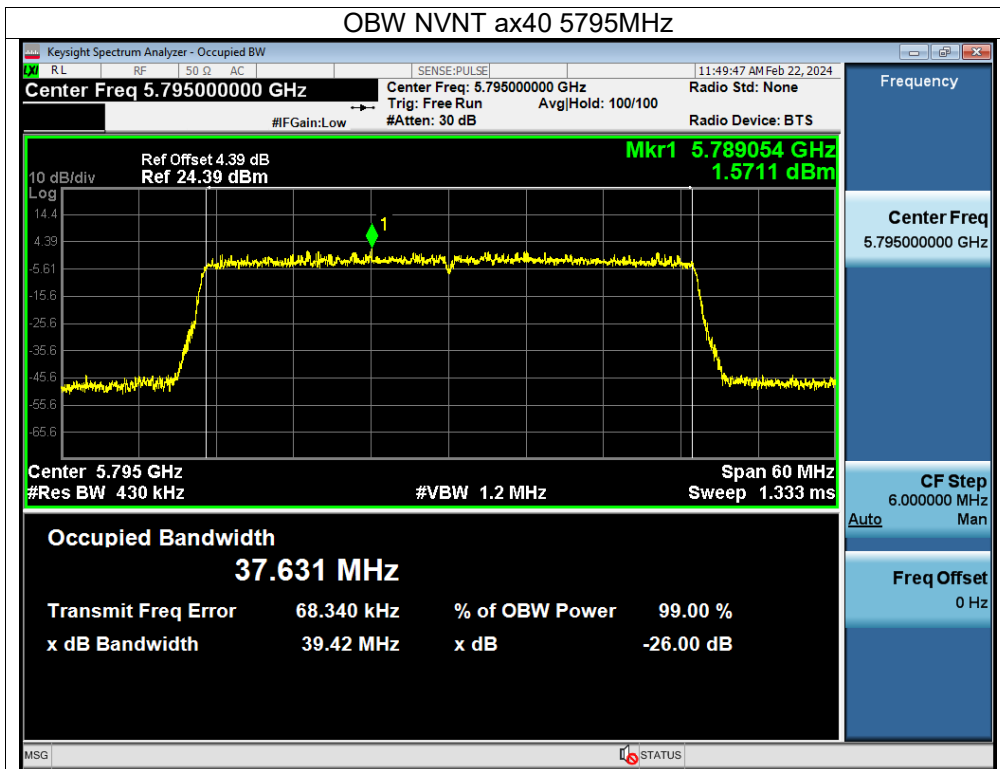 OBW NVNT ax40 5795MHz
Keysight Spectrum Analyzer - Occupied BW
LXI RL RF 50 Ω AC SENSE:PULSE 11:49:47 AM Feb 22, 2024
Center Freq 5.795000000 GHz
Center Freq: 5.795000000 GHz
Radio Std: None
Trig: Free Run Avg|Hold: 100/100
#IFGain:Low
#Atten: 30 dB
Radio Device: BTS
Mkr1 5.789054 GHz
1.5711 dBm
Ref Offset 4.39 dB
10 dB/div Ref 24.39 dBm
Log
14.4
1
4.39
-5.61
-15.6
-25.6
-35.6
-45.6
-55.6
-65.6
Center 5.795 GHz Span 60 MHz
#Res BW 430 kHz #VBW 1.2 MHz Sweep 1.333 ms
Occupied Bandwidth
37.631 MHz
Transmit Freq Error 68.340 kHz % of OBW Power 99.00 %
x dB Bandwidth 39.42 MHz x dB -26.00 dB
Frequency
Center Freq
5.795000000 GHz
CF Step
6.000000 MHz
Auto Man
Freq Offset
0 Hz
MSG STATUS